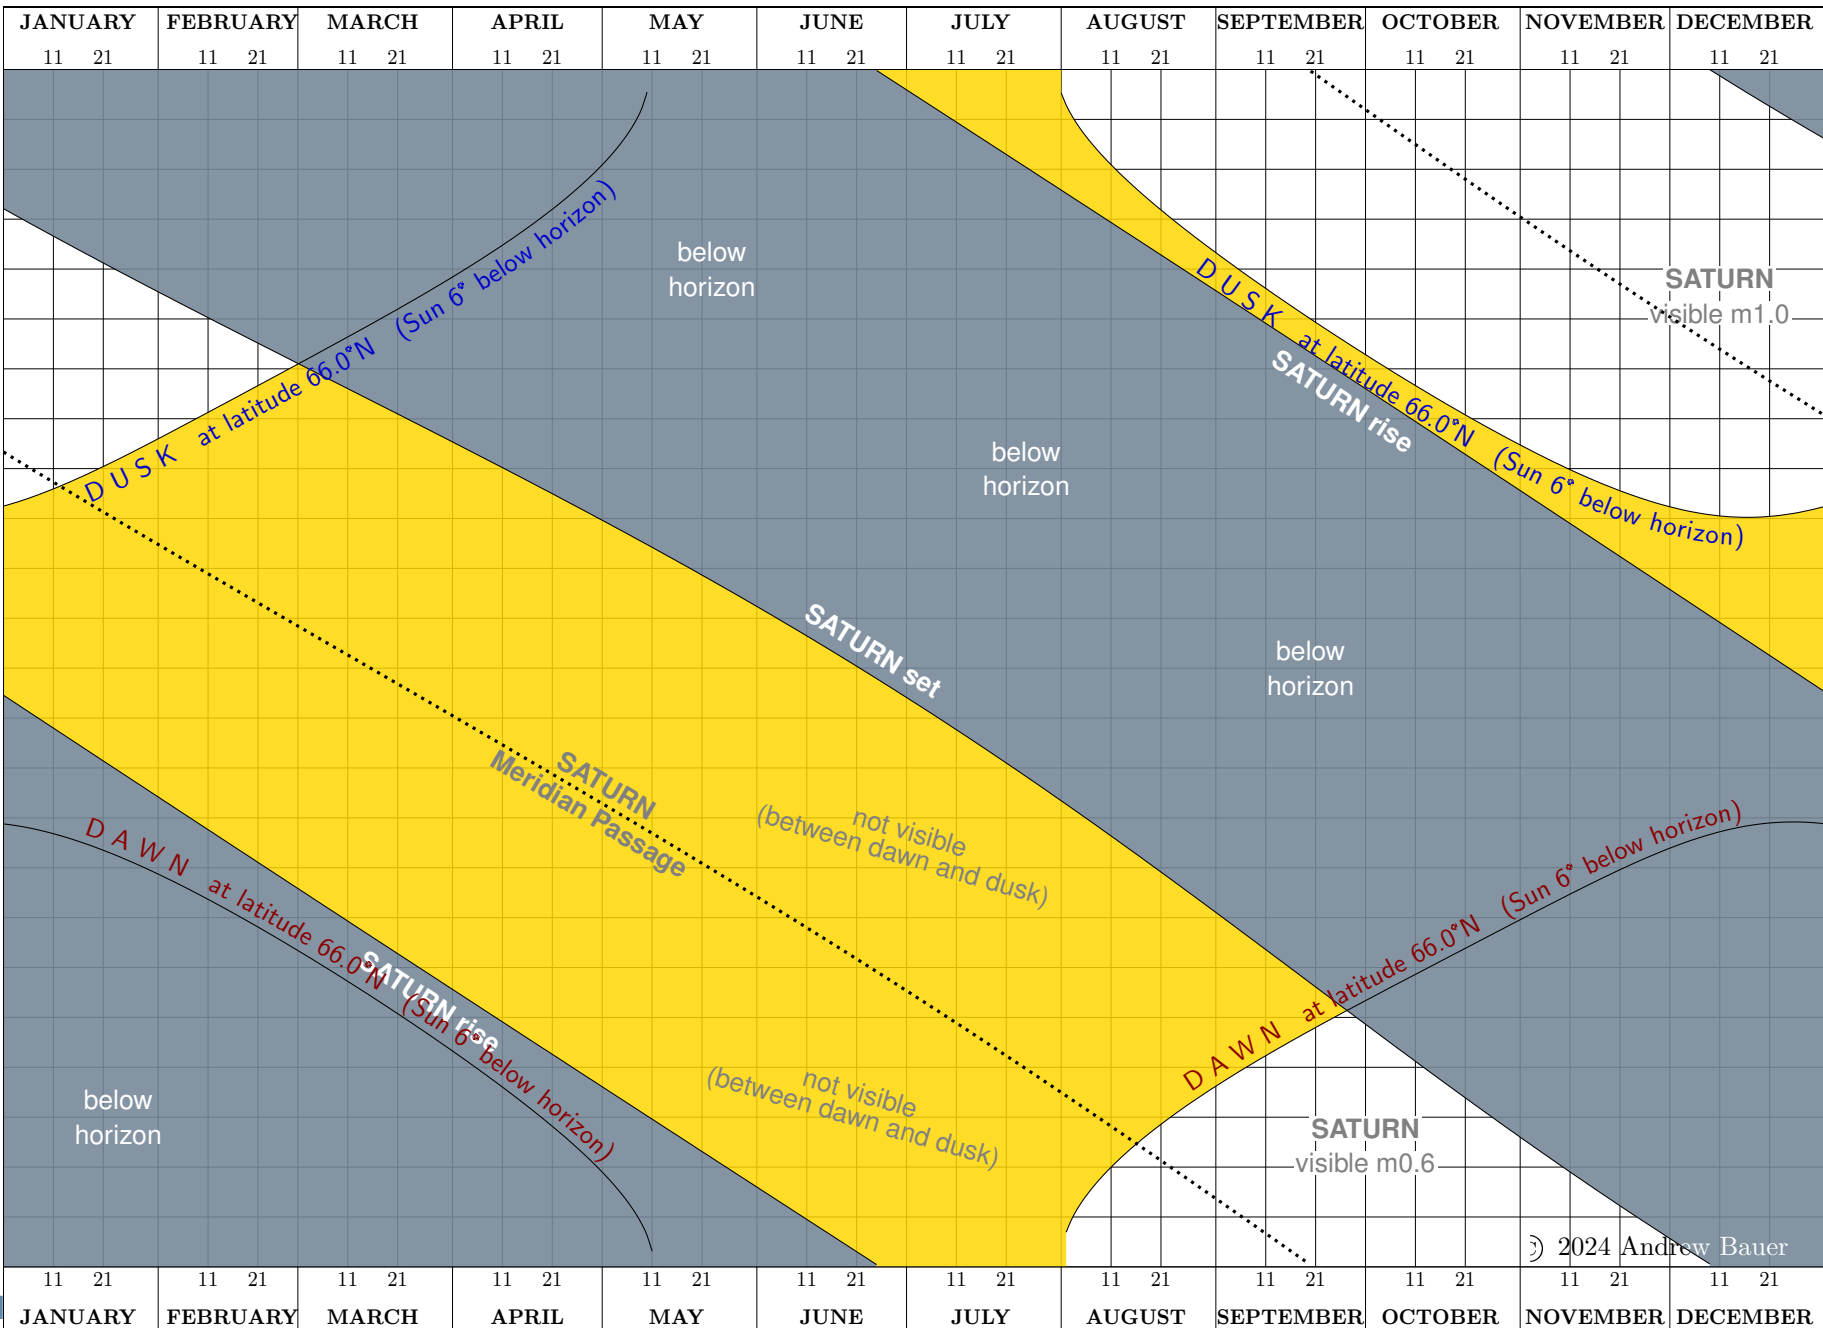 JANUARY FEBRUARY MARCH APRIL MAY JUNE JULY AUGUST SEPTEMBER OCTOBER NOVEMBER DECEMBER
11 21 11 21 11 21 11 21 11 21 11 21 11 21 11 21 11 21 11 21 11 21 11 21
DUSK at latitude 66.0°N (Sun 6° below horizon)
below
horizon
DUSK at latitude 66.0°N (Sun 6° below horizon)
SATURN
visible m1.0
SATURN rise
below
horizon
SATURN set
below
horizon
SATURN
Meridian Passage
not visible
(between dawn and dusk)
DAWN at latitude 66.0°N (Sun 6° below horizon)
SATURN rise
DAWN at latitude 66.0°N (Sun 6° below horizon)
below
horizon
not visible
(between dawn and dusk)
SATURN
visible m0.6
© 2024 Andrew Bauer
11 21 11 21 11 21 11 21 11 21 11 21 11 21 11 21 11 21 11 21 11 21 11 21
JANUARY FEBRUARY MARCH APRIL MAY JUNE JULY AUGUST SEPTEMBER OCTOBER NOVEMBER DECEMBER